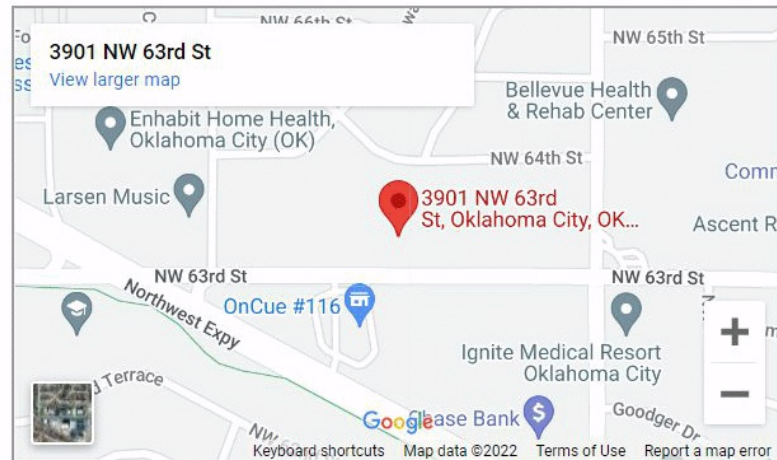 NW 66th St
3901 NW 63rd St
View larger map
NW 65th St
Bellevue Health
& Rehab Center
Enhabit Home Health,
Oklahoma City (OK)
NW 64th St
Larsen Music
3901 NW 63rd
St, Oklahoma City, OK...
Ascent R
NW 63rd St
NW 63rd St
Northwest Expy
OnCue #116
Ignite Medical Resort
Oklahoma City
Terrace
Google
Chase Bank
Goodger Dr
Keyboard shortcuts
Map data ©2022
Terms of Use
Report a map error